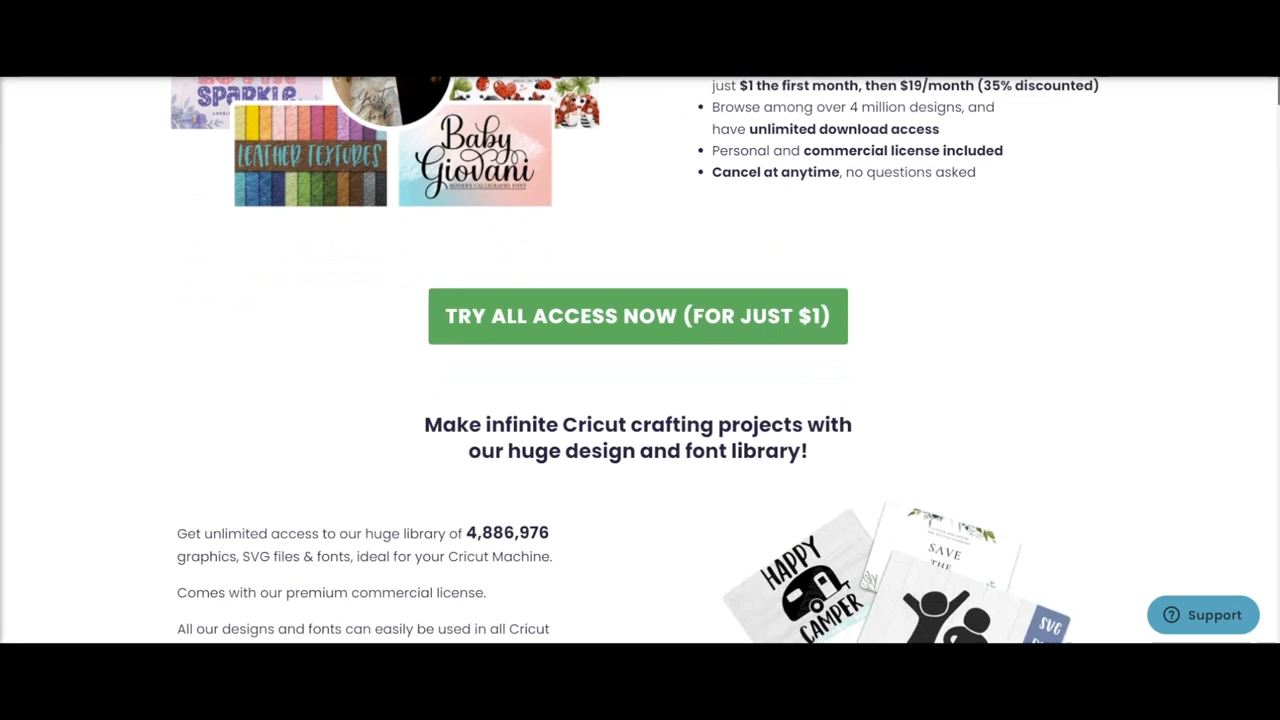 sparkle
LEATHER TEXTURES
Baby
Giovani
MODERN CALLIGRAPHY FONT
just $1 the first month, then $19/month (35% discounted)
Browse among over 4 million designs, and
have unlimited download access
Personal and commercial license included
Cancel at anytime, no questions asked
TRY ALL ACCESS NOW (FOR JUST $1)
Make infinite Cricut crafting projects with
our huge design and font library!
Get unlimited access to our huge library of 4,886,976
graphics, SVG files & fonts, ideal for your Cricut Machine.
Comes with our premium commercial license.
All our designs and fonts can easily be used in all Cricut
HAPPY
CAMPER
SAVE
THE
SVG
Support